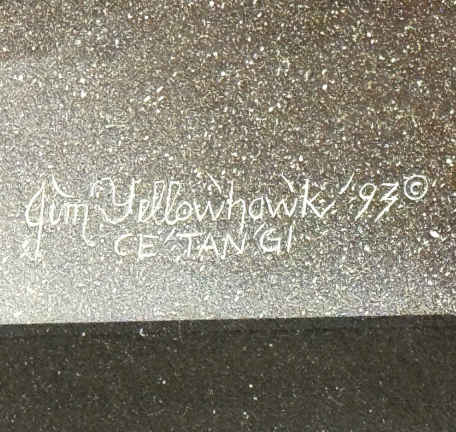 Jim Yellowhawk '93 ©
CE' TAN 'GI